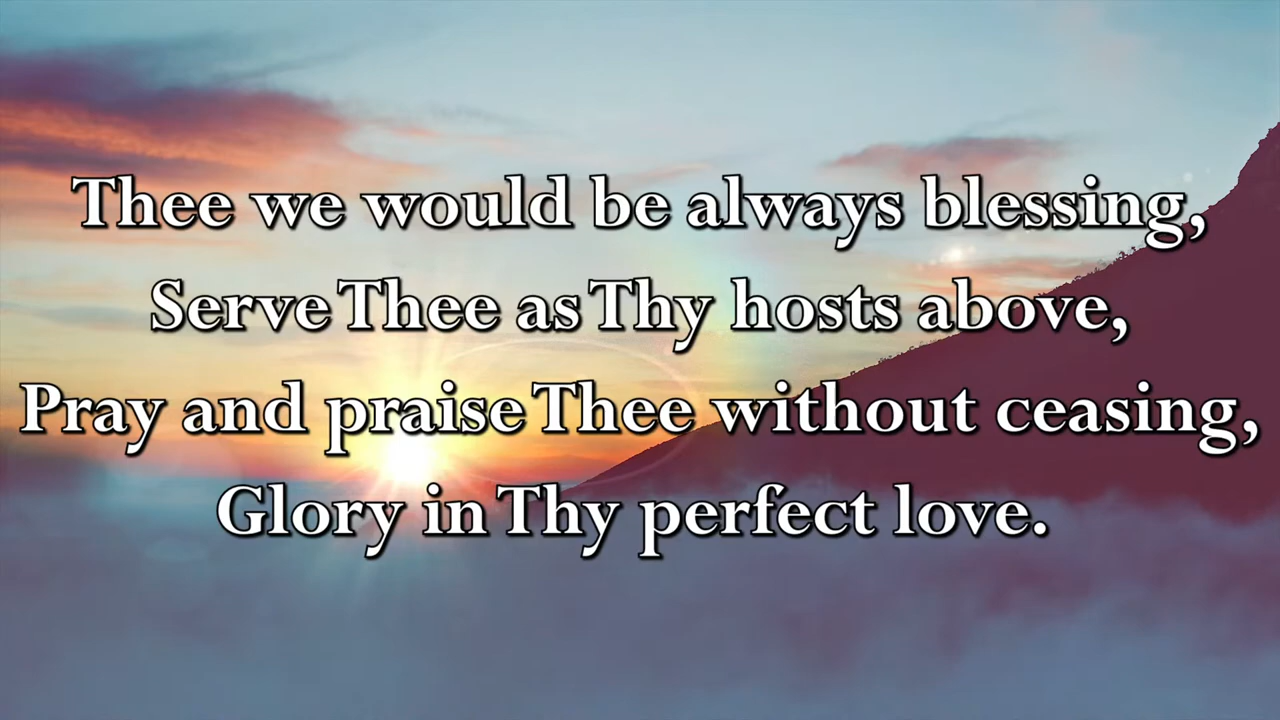 Thee we would be always blessing,
Serve Thee as Thy hosts above,
Pray and praise Thee without ceasing,
Glory in Thy perfect love.